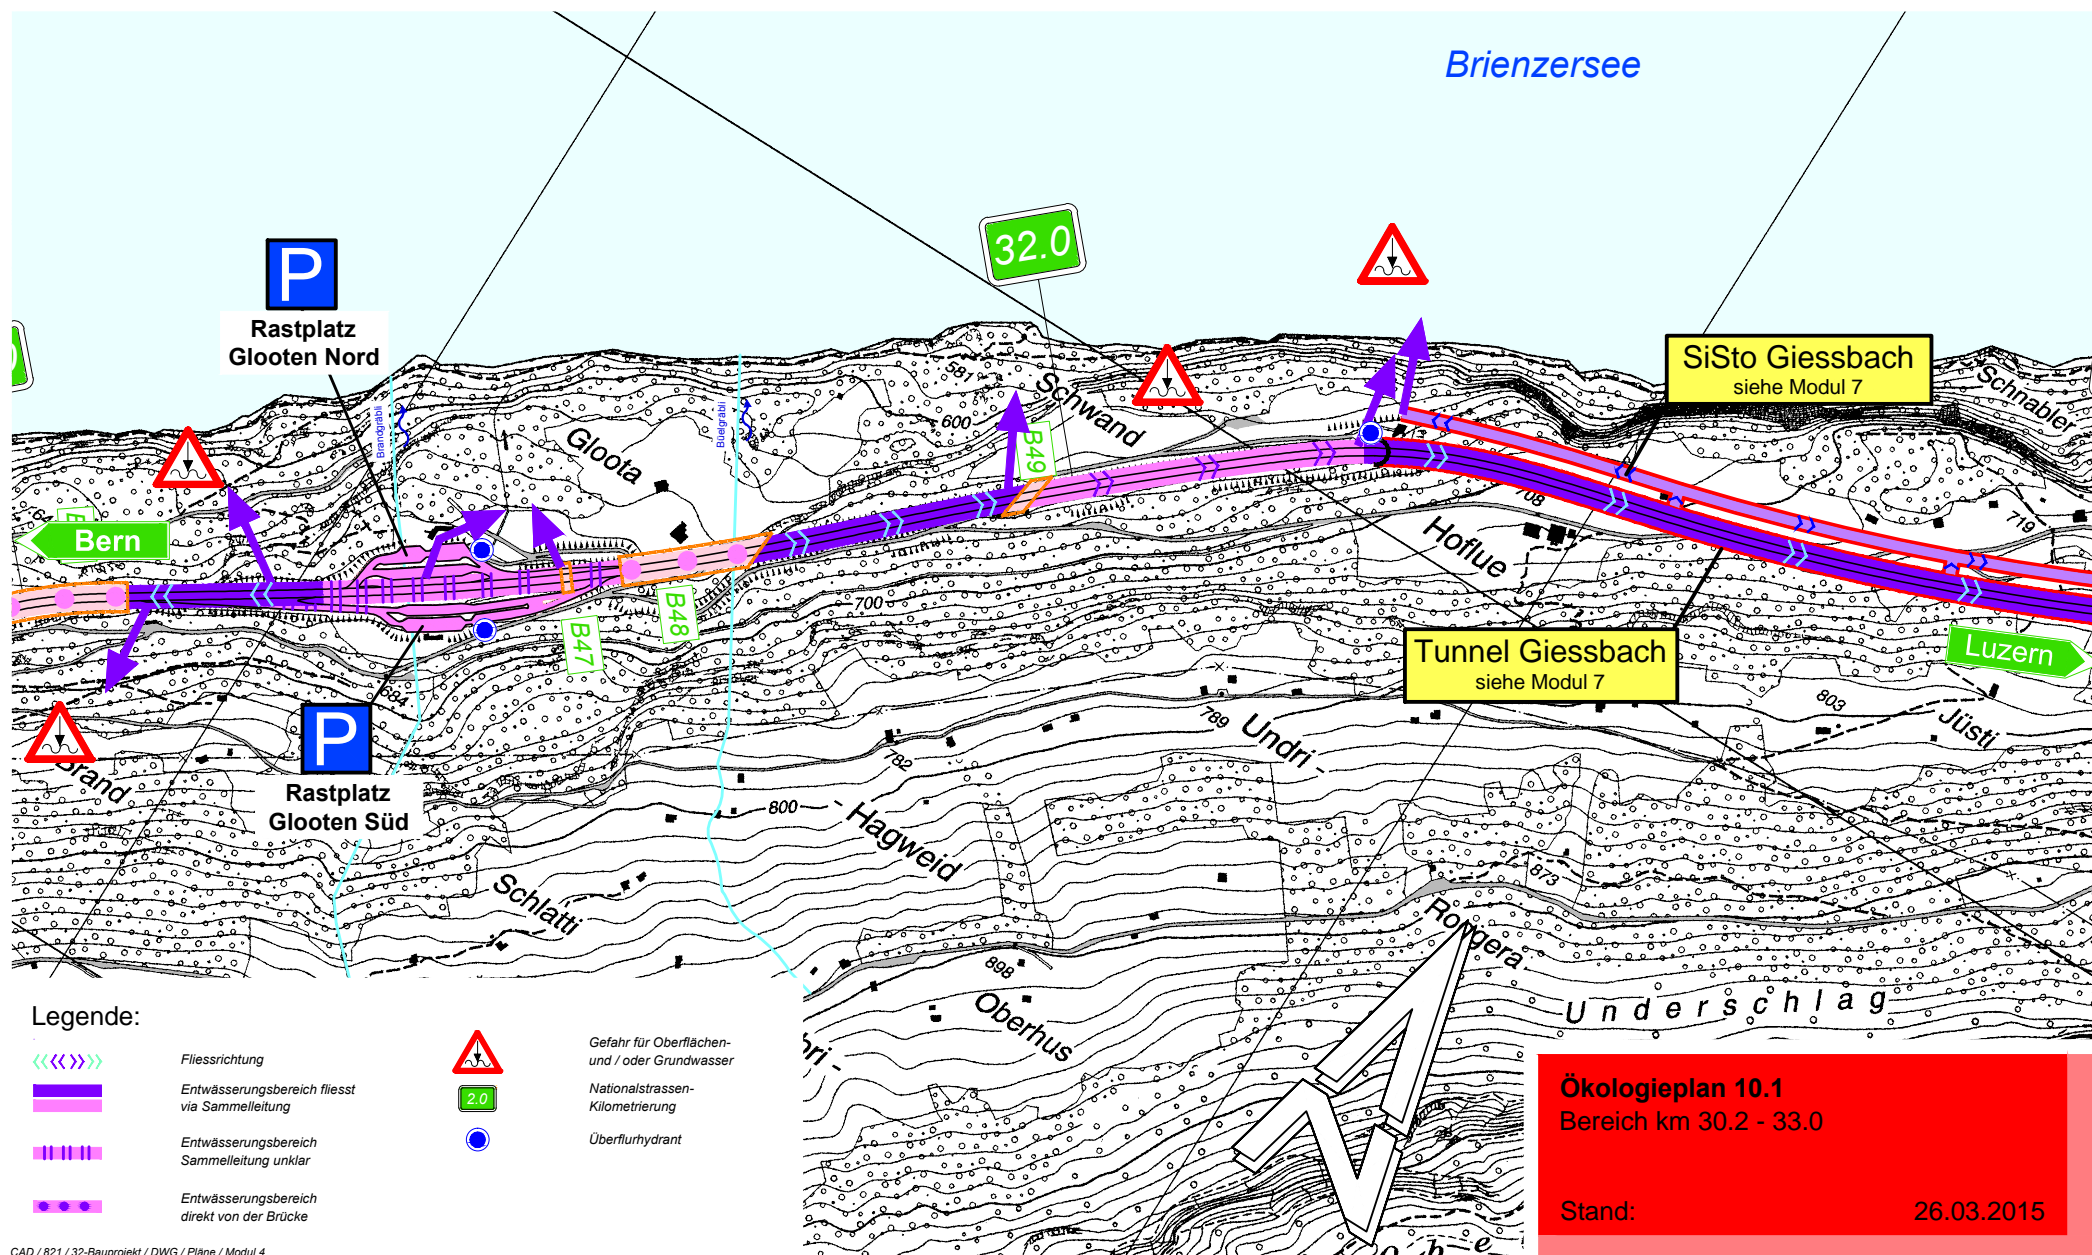 Brienzersee
32.0
P
Rastplatz
Glooten Nord
SiSto Giessbach
siehe Modul 7
Schnabler
581
Schwand
600
Brandgräbli
Büelgräbli
Gloota
B49
Bern
708
719
Hoflue
700
B48
B47
Tunnel Giessbach
siehe Modul 7
Luzern
684
P
Rastplatz
Glooten Süd
Brand
789
Undri -
803
Jüsti
782
800
- Hagweid
Schlatti
873
Rotgera
898
Oberhus
Underschlag
Legende:
Fliessrichtung
Entwässerungsbereich fliesst
via Sammelleitung
Entwässerungsbereich
Sammelleitung unklar
Entwässerungsbereich
direkt von der Brücke
Gefahr für Oberflächen-
und / oder Grundwasser
2.0
Nationalstrassen-
Kilometrierung
Überflurhydrant
Ökologieplan 10.1
Bereich km 30.2 - 33.0
Stand: 26.03.2015
CAD / 821 / 32-Bauprojekt / DWG / Pläne / Modul 4